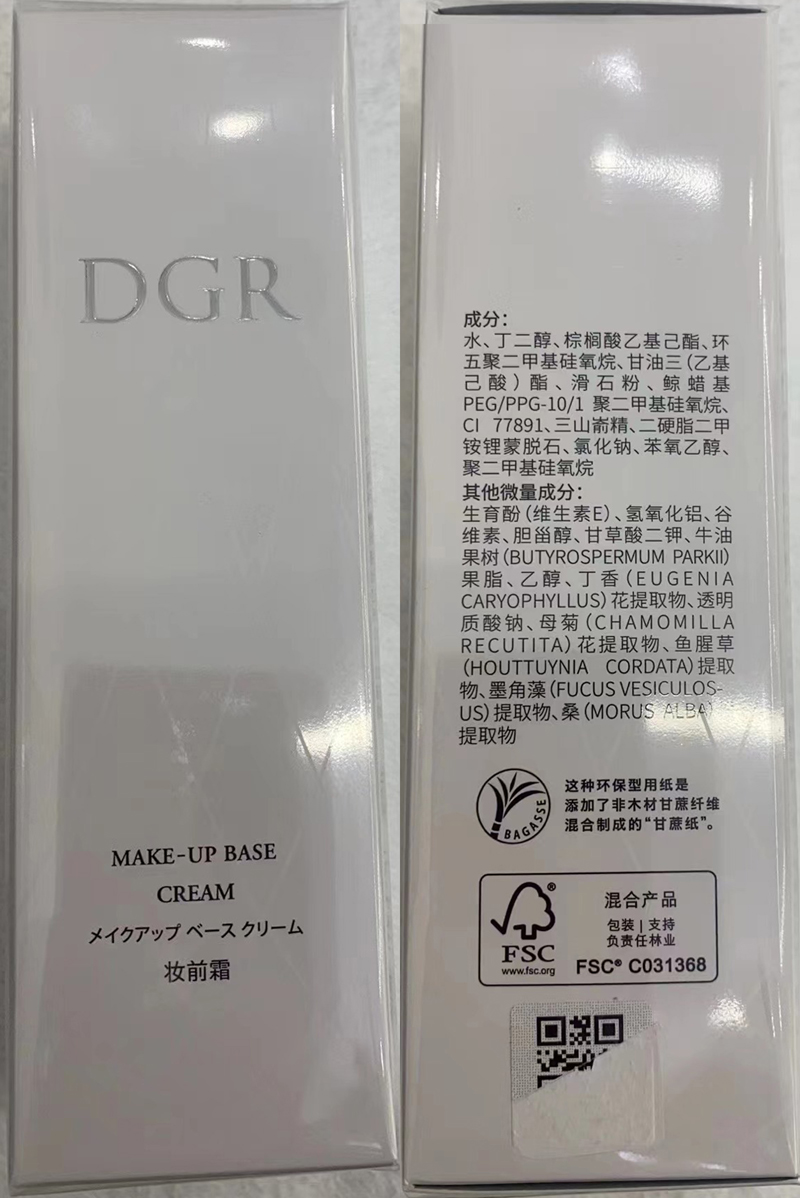 DGR
MAKE-UP BASE
CREAM
メイクアップ ベース クリーム
妆前霜
成分：
水、丁二醇、棕榈酸乙基己酯、环
五聚二甲基硅氧烷、甘油三（乙基
己酸）酯、滑石粉、鲸蜡基
PEG/PPG-10/1 聚二甲基硅氧烷、
CI 77891、三山嵛精、二硬脂二甲
铵锂蒙脱石、氯化钠、苯氧乙醇、
聚二甲基硅氧烷
其他微量成分：
生育酚（维生素E）、氢氧化铝、谷
维素、胆甾醇、甘草酸二钾、牛油
果树（BUTYROSPERMUM PARKII）
果脂、乙醇、丁香（EUGENIA
CARYOPHYLLUS）花提取物、透明
质酸钠、母菊（CHAMOMILLA
RECUTITA）花提取物、鱼腥草
（HOUTTUYNIA CORDATA）提取
物、墨角藻（FUCUS VESICULOS-
US）提取物、桑（MORUS ALBA）
提取物
BAGASSE
这种环保型用纸是
添加了非木材甘蔗纤维
混合制成的“甘蔗纸”。
FSC®
www.fsc.org
混合产品
包装 | 支持
负责任林业
FSC® C031368